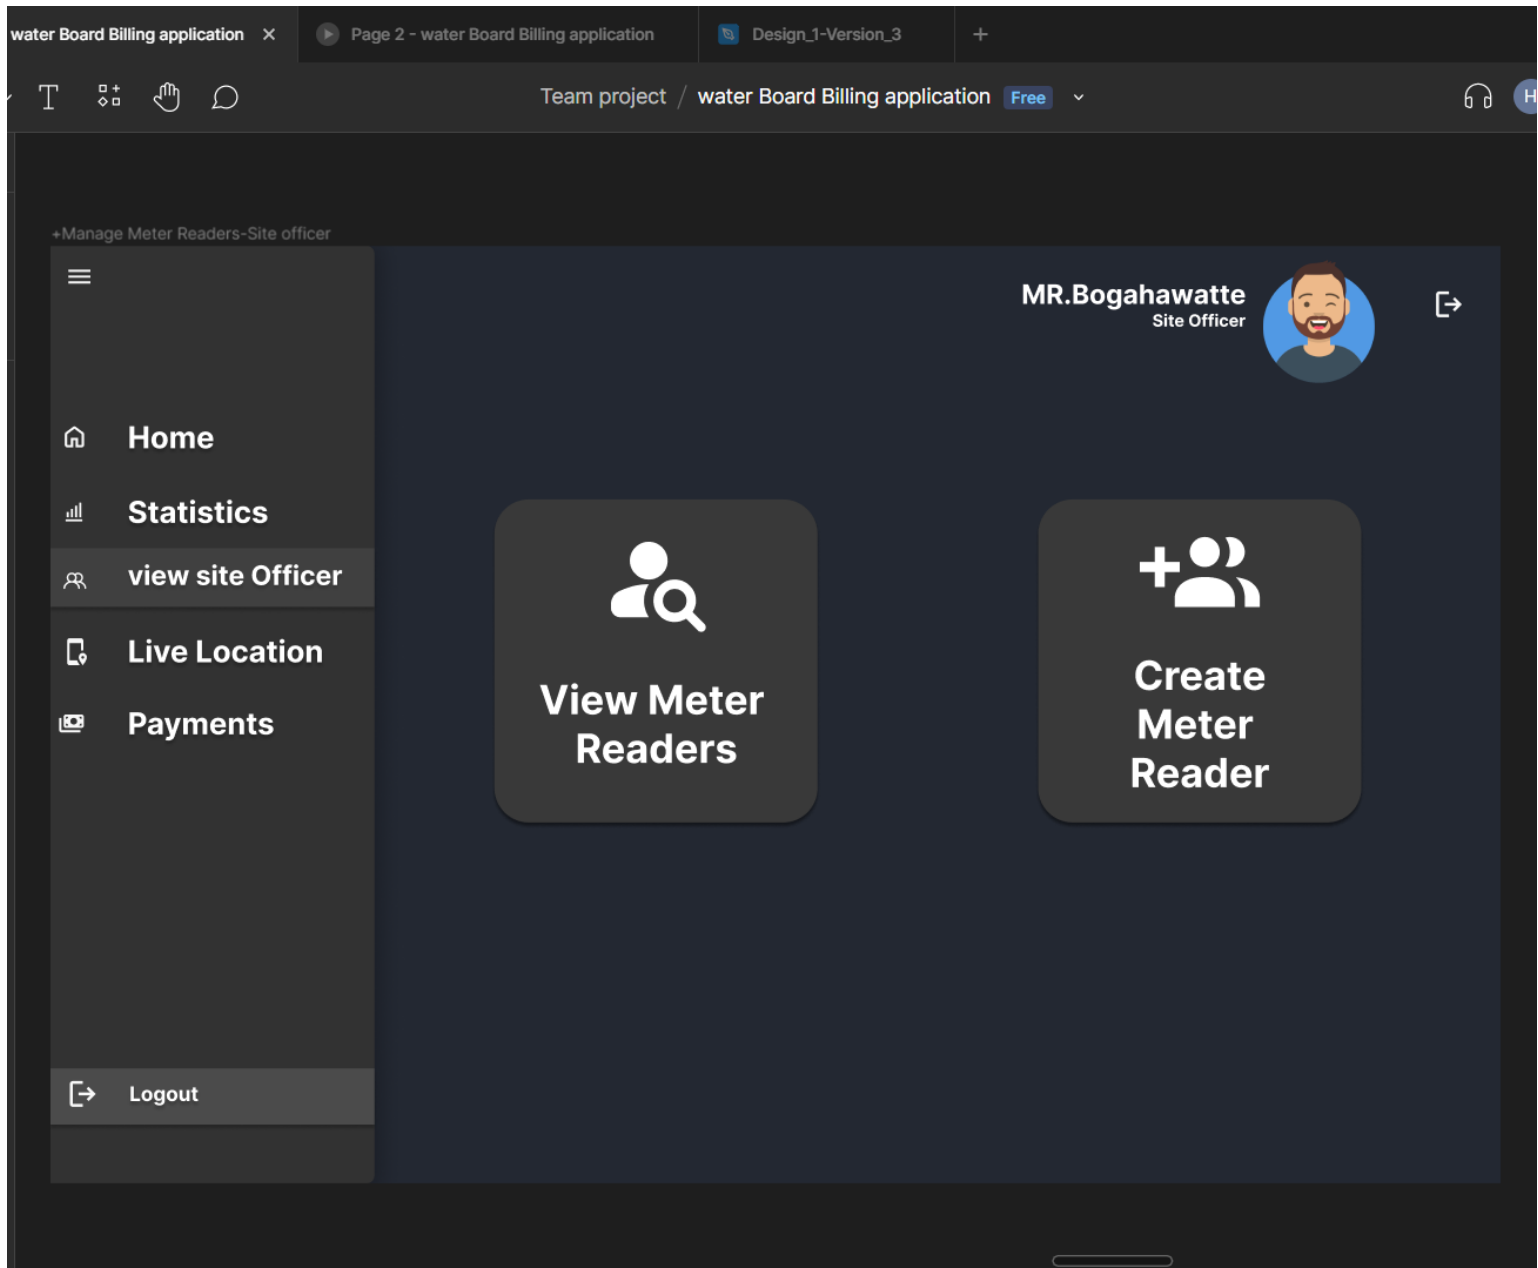 water Board Billing application
Page 2 - water Board Billing application
Design_1-Version_3
Team project / water Board Billing application Free
H
+Manage Meter Readers-Site officer
MR.Bogahawatte
Site Officer
Home
Statistics
view site Officer
Live Location
Payments
View Meter
Readers
Create
Meter
Reader
Logout